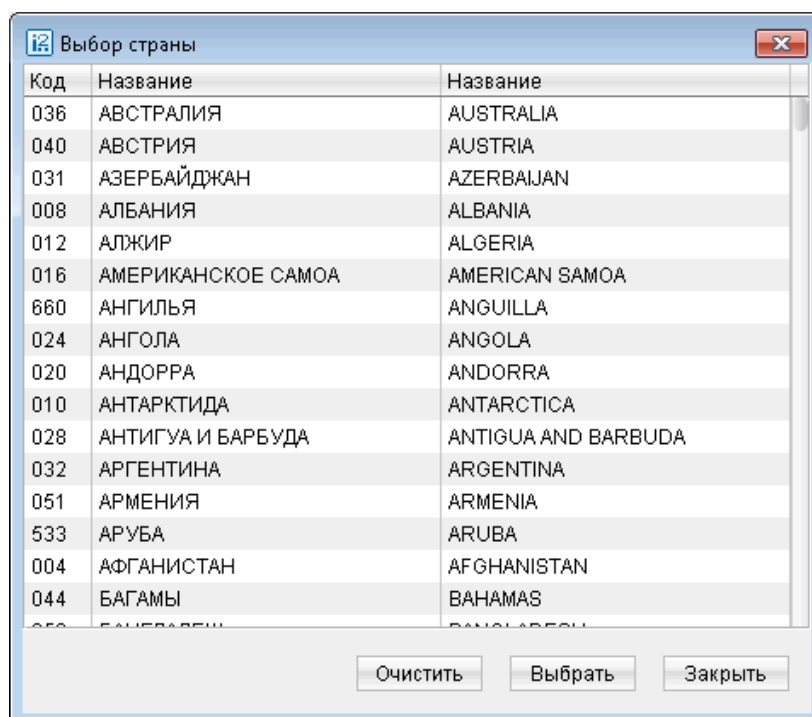 Выбор страны
Код Название Название
036 АВСТРАЛИЯ AUSTRALIA
040 АВСТРИЯ AUSTRIA
031 АЗЕРБАЙДЖАН AZERBAIJAN
008 АЛБАНИЯ ALBANIA
012 АЛЖИР ALGERIA
016 АМЕРИКАНСКОЕ САМОА AMERICAN SAMOA
660 АНГИЛЬЯ ANGUILLA
024 АНГОЛА ANGOLA
020 АНДОРРА ANDORRA
010 АНТАРКТИДА ANTARCTICA
028 АНТИГУА И БАРБУДА ANTIGUA AND BARBUDA
032 АРГЕНТИНА ARGENTINA
051 АРМЕНИЯ ARMENIA
533 АРУБА ARUBA
004 АФГАНИСТАН AFGHANISTAN
044 БАГАМЫ BAHAMAS
Очистить Выбрать Закрыть